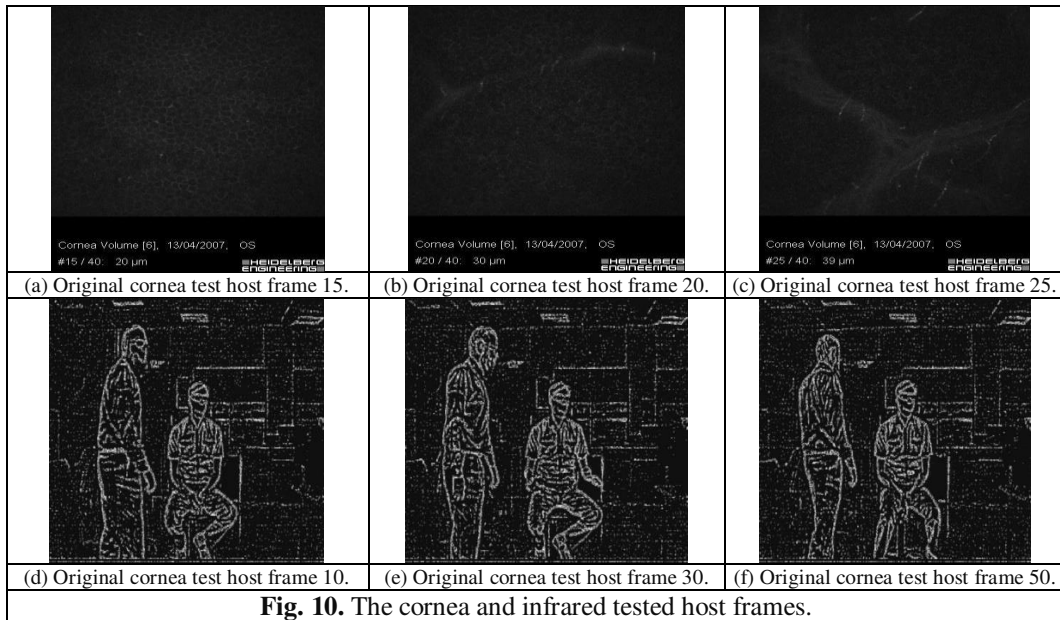 Cornea Volume [6], 13/04/2007, OS
#15 / 40: 20 µm
HEIDELBERG
ENGINEERING
Cornea Volume [6], 13/04/2007, OS
#20 / 40: 30 µm
HEIDELBERG
ENGINEERING
Cornea Volume [6], 13/04/2007, OS
#25 / 40: 39 µm
HEIDELBERG
ENGINEERING
(a) Original cornea test host frame 15.
(b) Original cornea test host frame 20.
(c) Original cornea test host frame 25.
(d) Original cornea test host frame 10.
(e) Original cornea test host frame 30.
(f) Original cornea test host frame 50.
Fig. 10. The cornea and infrared tested host frames.